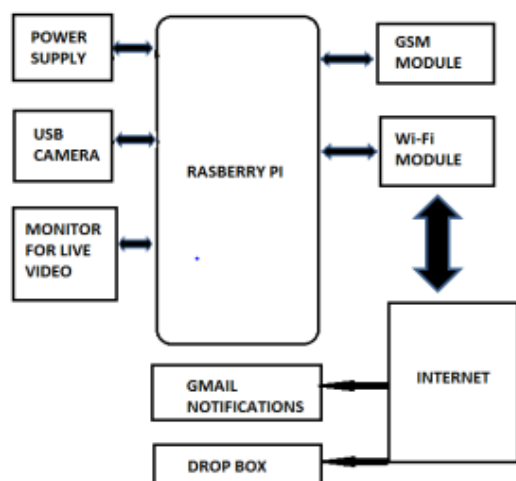 POWER
SUPPLY
USB
CAMERA
MONITOR
FOR LIVE
VIDEO
RASBERRY PI
GSM
MODULE
Wi-Fi
MODULE
INTERNET
GMAIL
NOTIFICATIONS
DROP BOX